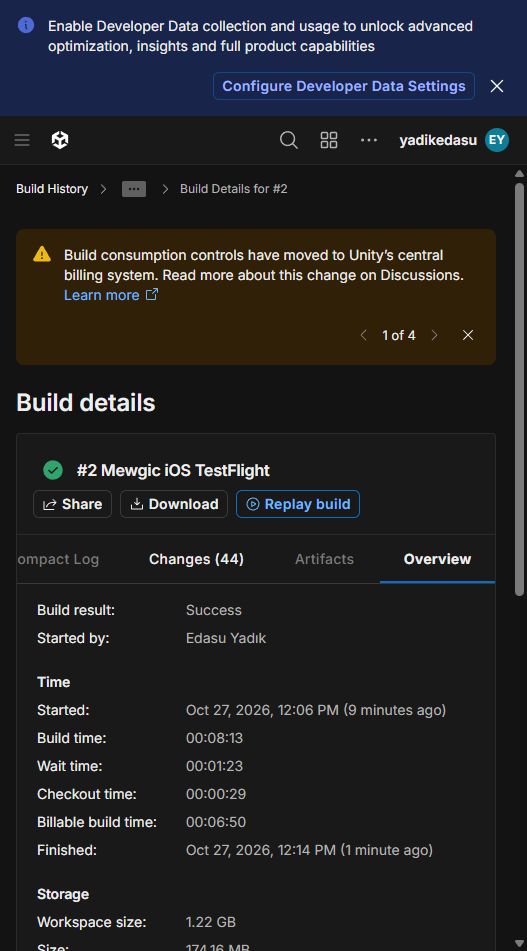 Enable Developer Data collection and usage to unlock advanced
optimization, insights and full product capabilities
Configure Developer Data Settings
yadikedasu EY
Build History > ... > Build Details for #2
Build consumption controls have moved to Unity's central
billing system. Read more about this change on Discussions.
Learn more
1 of 4
Build details
#2 Mewgic iOS TestFlight
Share Download Replay build
ompact Log Changes (44) Artifacts Overview
Build result: Success
Started by: Edasu Yadık
Time
Started: Oct 27, 2026, 12:06 PM (9 minutes ago)
Build time: 00:08:13
Wait time: 00:01:23
Checkout time: 00:00:29
Billable build time: 00:06:50
Finished: Oct 27, 2026, 12:14 PM (1 minute ago)
Storage
Workspace size: 1.22 GB
Size: 174.16 MB